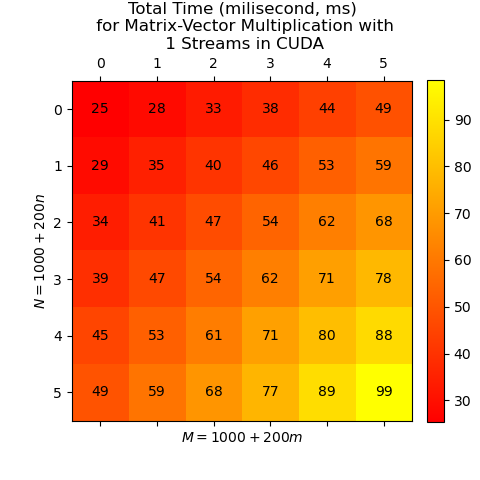 Total Time (milisecond, ms)
for Matrix-Vector Multiplication with
1 Streams in CUDA
0 1 2 3 4 5
0 25 28 33 38 44 49
1 29 35 40 46 53 59
2 34 41 47 54 62 68
3 39 47 54 62 71 78
4 45 53 61 71 80 88
5 49 59 68 77 89 99
N = 1000 + 200n
M = 1000 + 200m
90
80
70
60
50
40
30